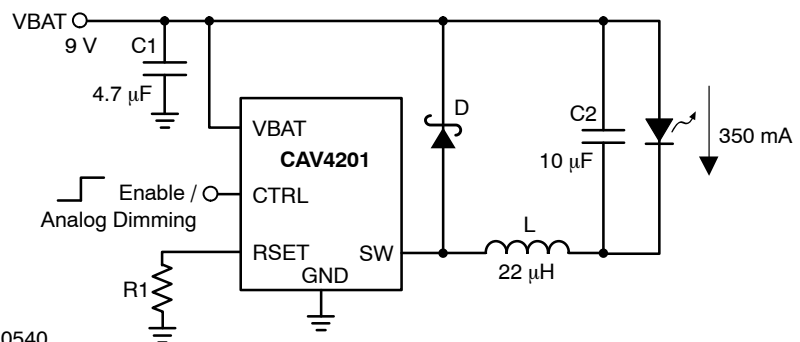 VBAT
9 V
C1
4.7 μF
VBAT
CAV4201
Enable /
CTRL
Analog Dimming
RSET
SW
GND
R1
D
C2
10 μF
350 mA
L
22 μH
0540